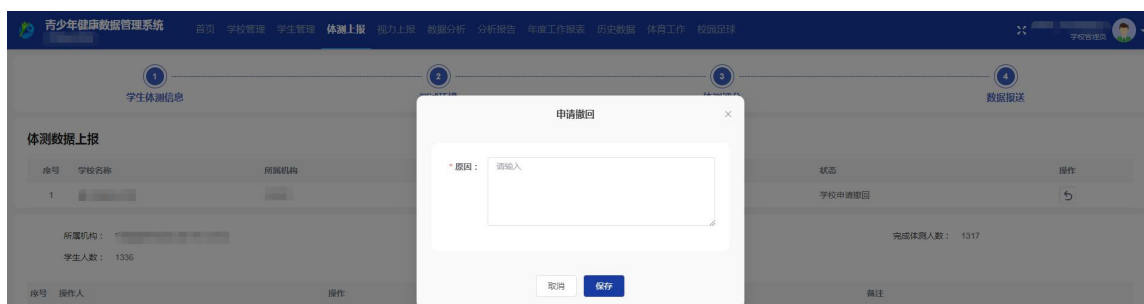 青少年健康数据管理系统
首页 学校管理 学生管理 体测上报 视力上报 数据分析 分析报告 年度工作报表 历史数据 体育工作 校园足球
学校管理员
1 2 3 4
学生体测信息 数据报送
申请撤回
体测数据上报
* 原因： 请输入
序号 学校名称 所属机构 状态 操作
1 学校申请撤回
所属机构： 完成体测人数： 1317
学生人数： 1336
取消 保存
序号 操作人 操作 备注